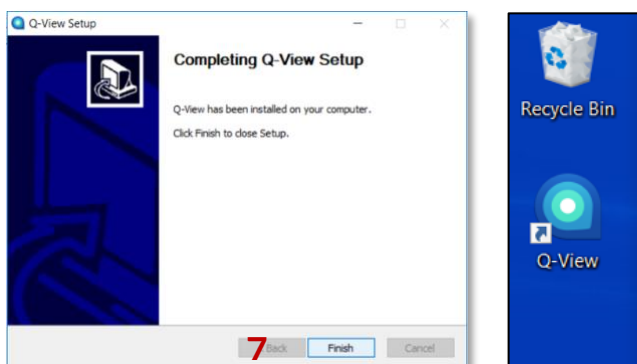 Q-View Setup
Completing Q-View Setup
Q-View has been installed on your computer.
Click Finish to close Setup.
7
Back
Finish
Cancel
Recycle Bin
Q-View